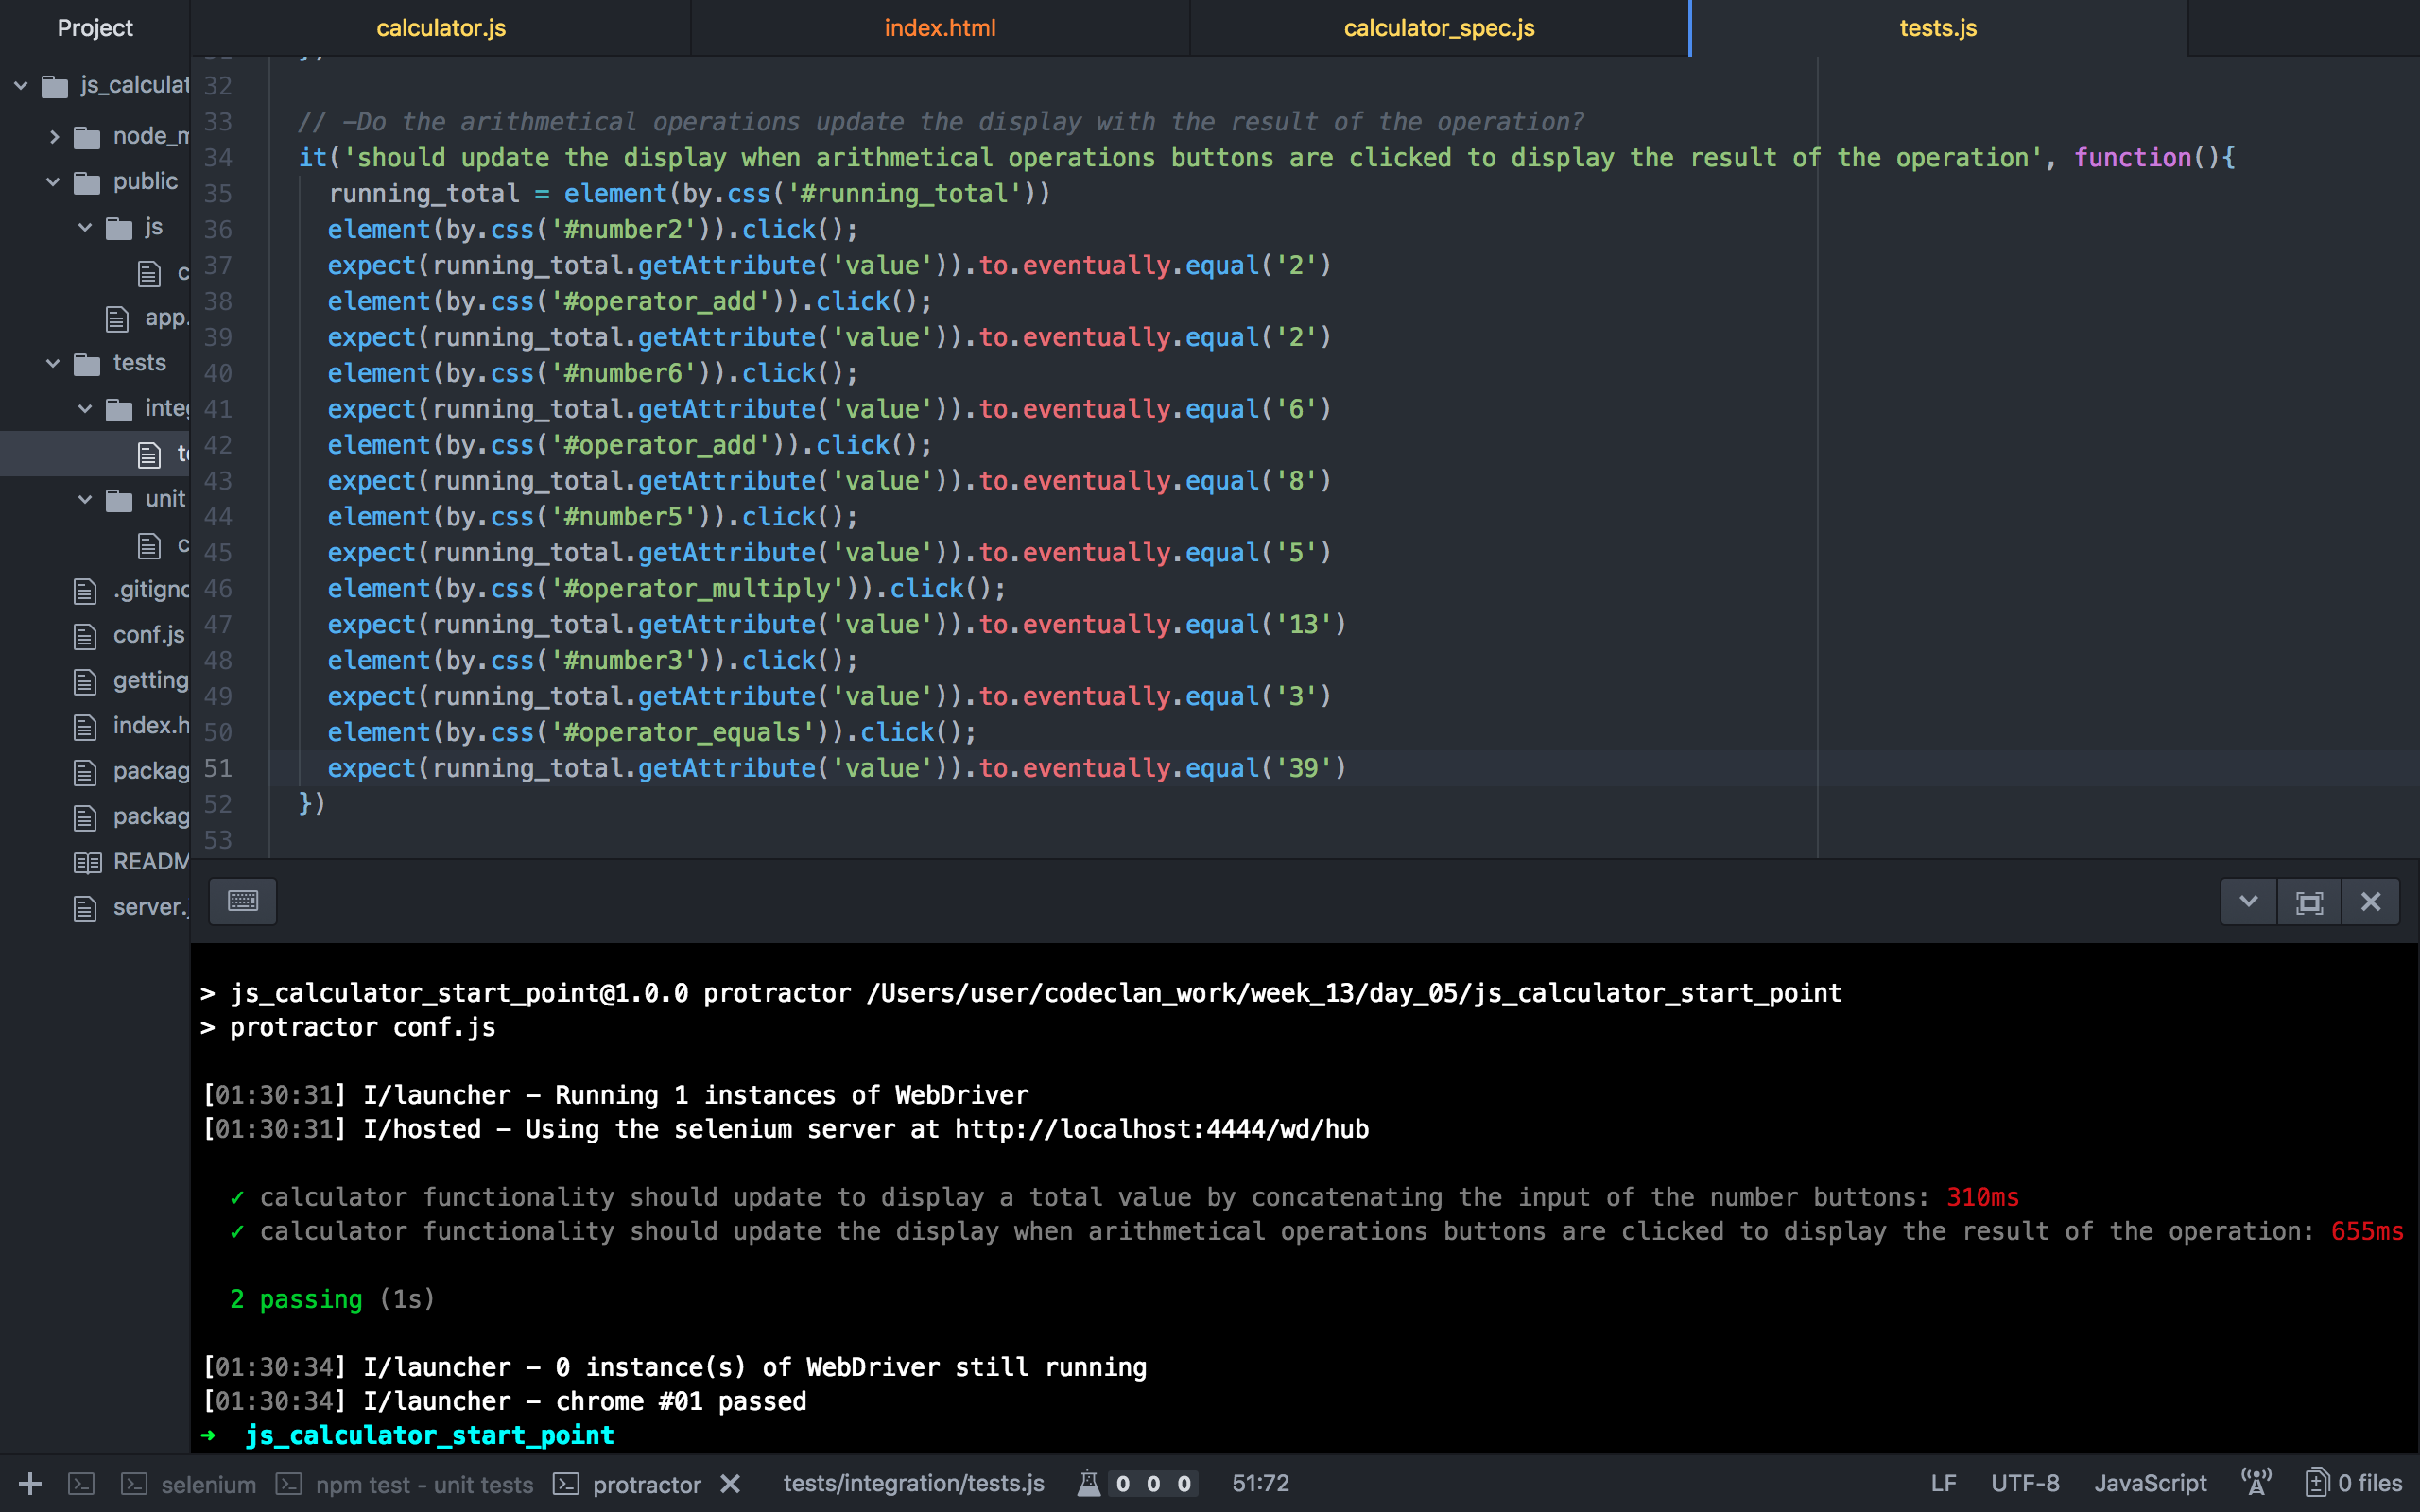 Project
calculator.js
index.html
calculator_spec.js
tests.js
js_calculat
node_m
public
js
c
app.
tests
integ
te
unit
c
.gitigno
conf.js
getting
index.h
packag
packag
READM
server.
32
33 // -Do the arithmetical operations update the display with the result of the operation?
34 it('should update the display when arithmetical operations buttons are clicked to display the result of the operation', function(){
35 running_total = element(by.css('#running_total'))
36 element(by.css('#number2')).click();
37 expect(running_total.getAttribute('value')).to.eventually.equal('2')
38 element(by.css('#operator_add')).click();
39 expect(running_total.getAttribute('value')).to.eventually.equal('2')
40 element(by.css('#number6')).click();
41 expect(running_total.getAttribute('value')).to.eventually.equal('6')
42 element(by.css('#operator_add')).click();
43 expect(running_total.getAttribute('value')).to.eventually.equal('8')
44 element(by.css('#number5')).click();
45 expect(running_total.getAttribute('value')).to.eventually.equal('5')
46 element(by.css('#operator_multiply')).click();
47 expect(running_total.getAttribute('value')).to.eventually.equal('13')
48 element(by.css('#number3')).click();
49 expect(running_total.getAttribute('value')).to.eventually.equal('3')
50 element(by.css('#operator_equals')).click();
51 expect(running_total.getAttribute('value')).to.eventually.equal('39')
52 })
53
> js_calculator_start_point@1.0.0 protractor /Users/user/codeclan_work/week_13/day_05/js_calculator_start_point
> protractor conf.js
[01:30:31] I/launcher - Running 1 instances of WebDriver
[01:30:31] I/hosted - Using the selenium server at http://localhost:4444/wd/hub
✓ calculator functionality should update to display a total value by concatenating the input of the number buttons: 310ms
✓ calculator functionality should update the display when arithmetical operations buttons are clicked to display the result of the operation: 655ms
2 passing (1s)
[01:30:34] I/launcher - 0 instance(s) of WebDriver still running
[01:30:34] I/launcher - chrome #01 passed
→ js_calculator_start_point
selenium npm test - unit tests protractor tests/integration/tests.js 0 0 0 51:72 LF UTF-8 JavaScript 0 files